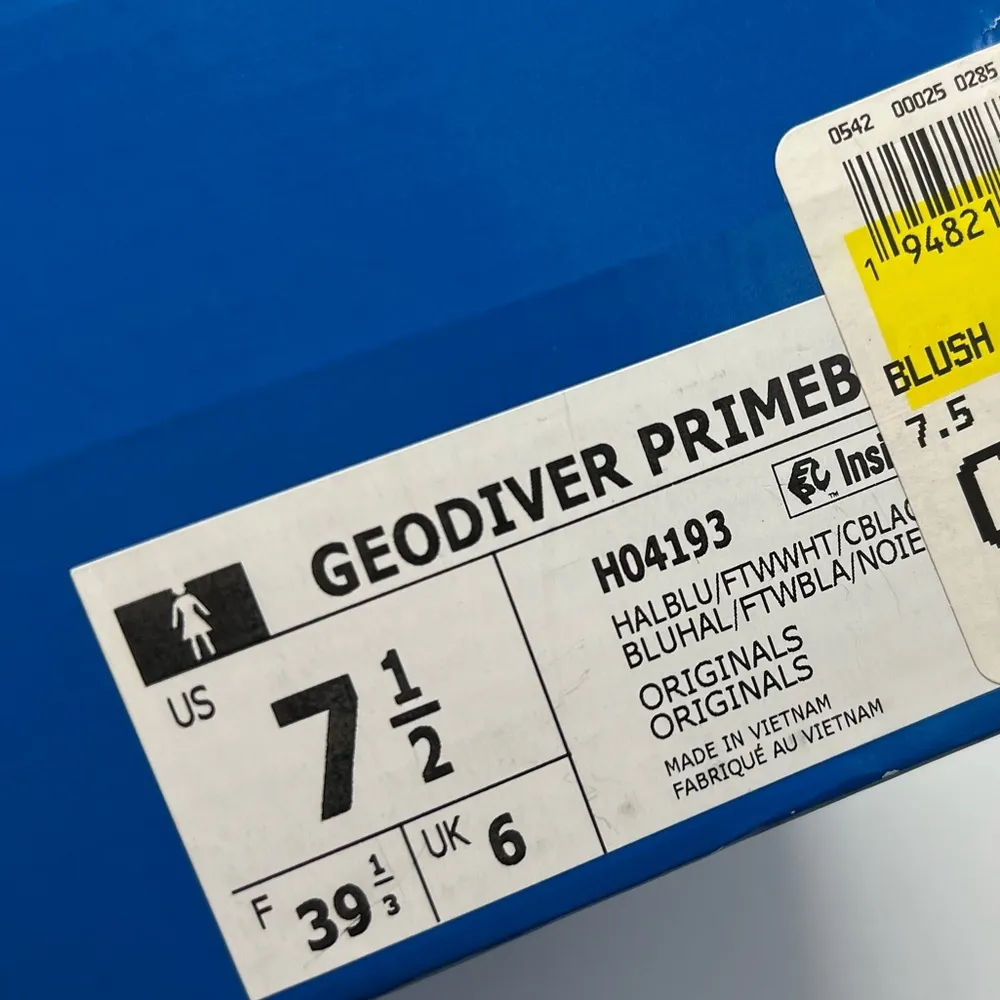 0542 00025 0285
1 94821
BLUSH
7.5
GEODIVER PRIMEB
Insi
H04193
HALBLU/FTWWHT/CBLAC
BLUHAL/FTWBLA/NOIE
ORIGINALS
ORIGINALS
MADE IN VIETNAM
FABRIQUÉ AU VIETNAM
US
7 1/2
F 39 1/3
UK 6